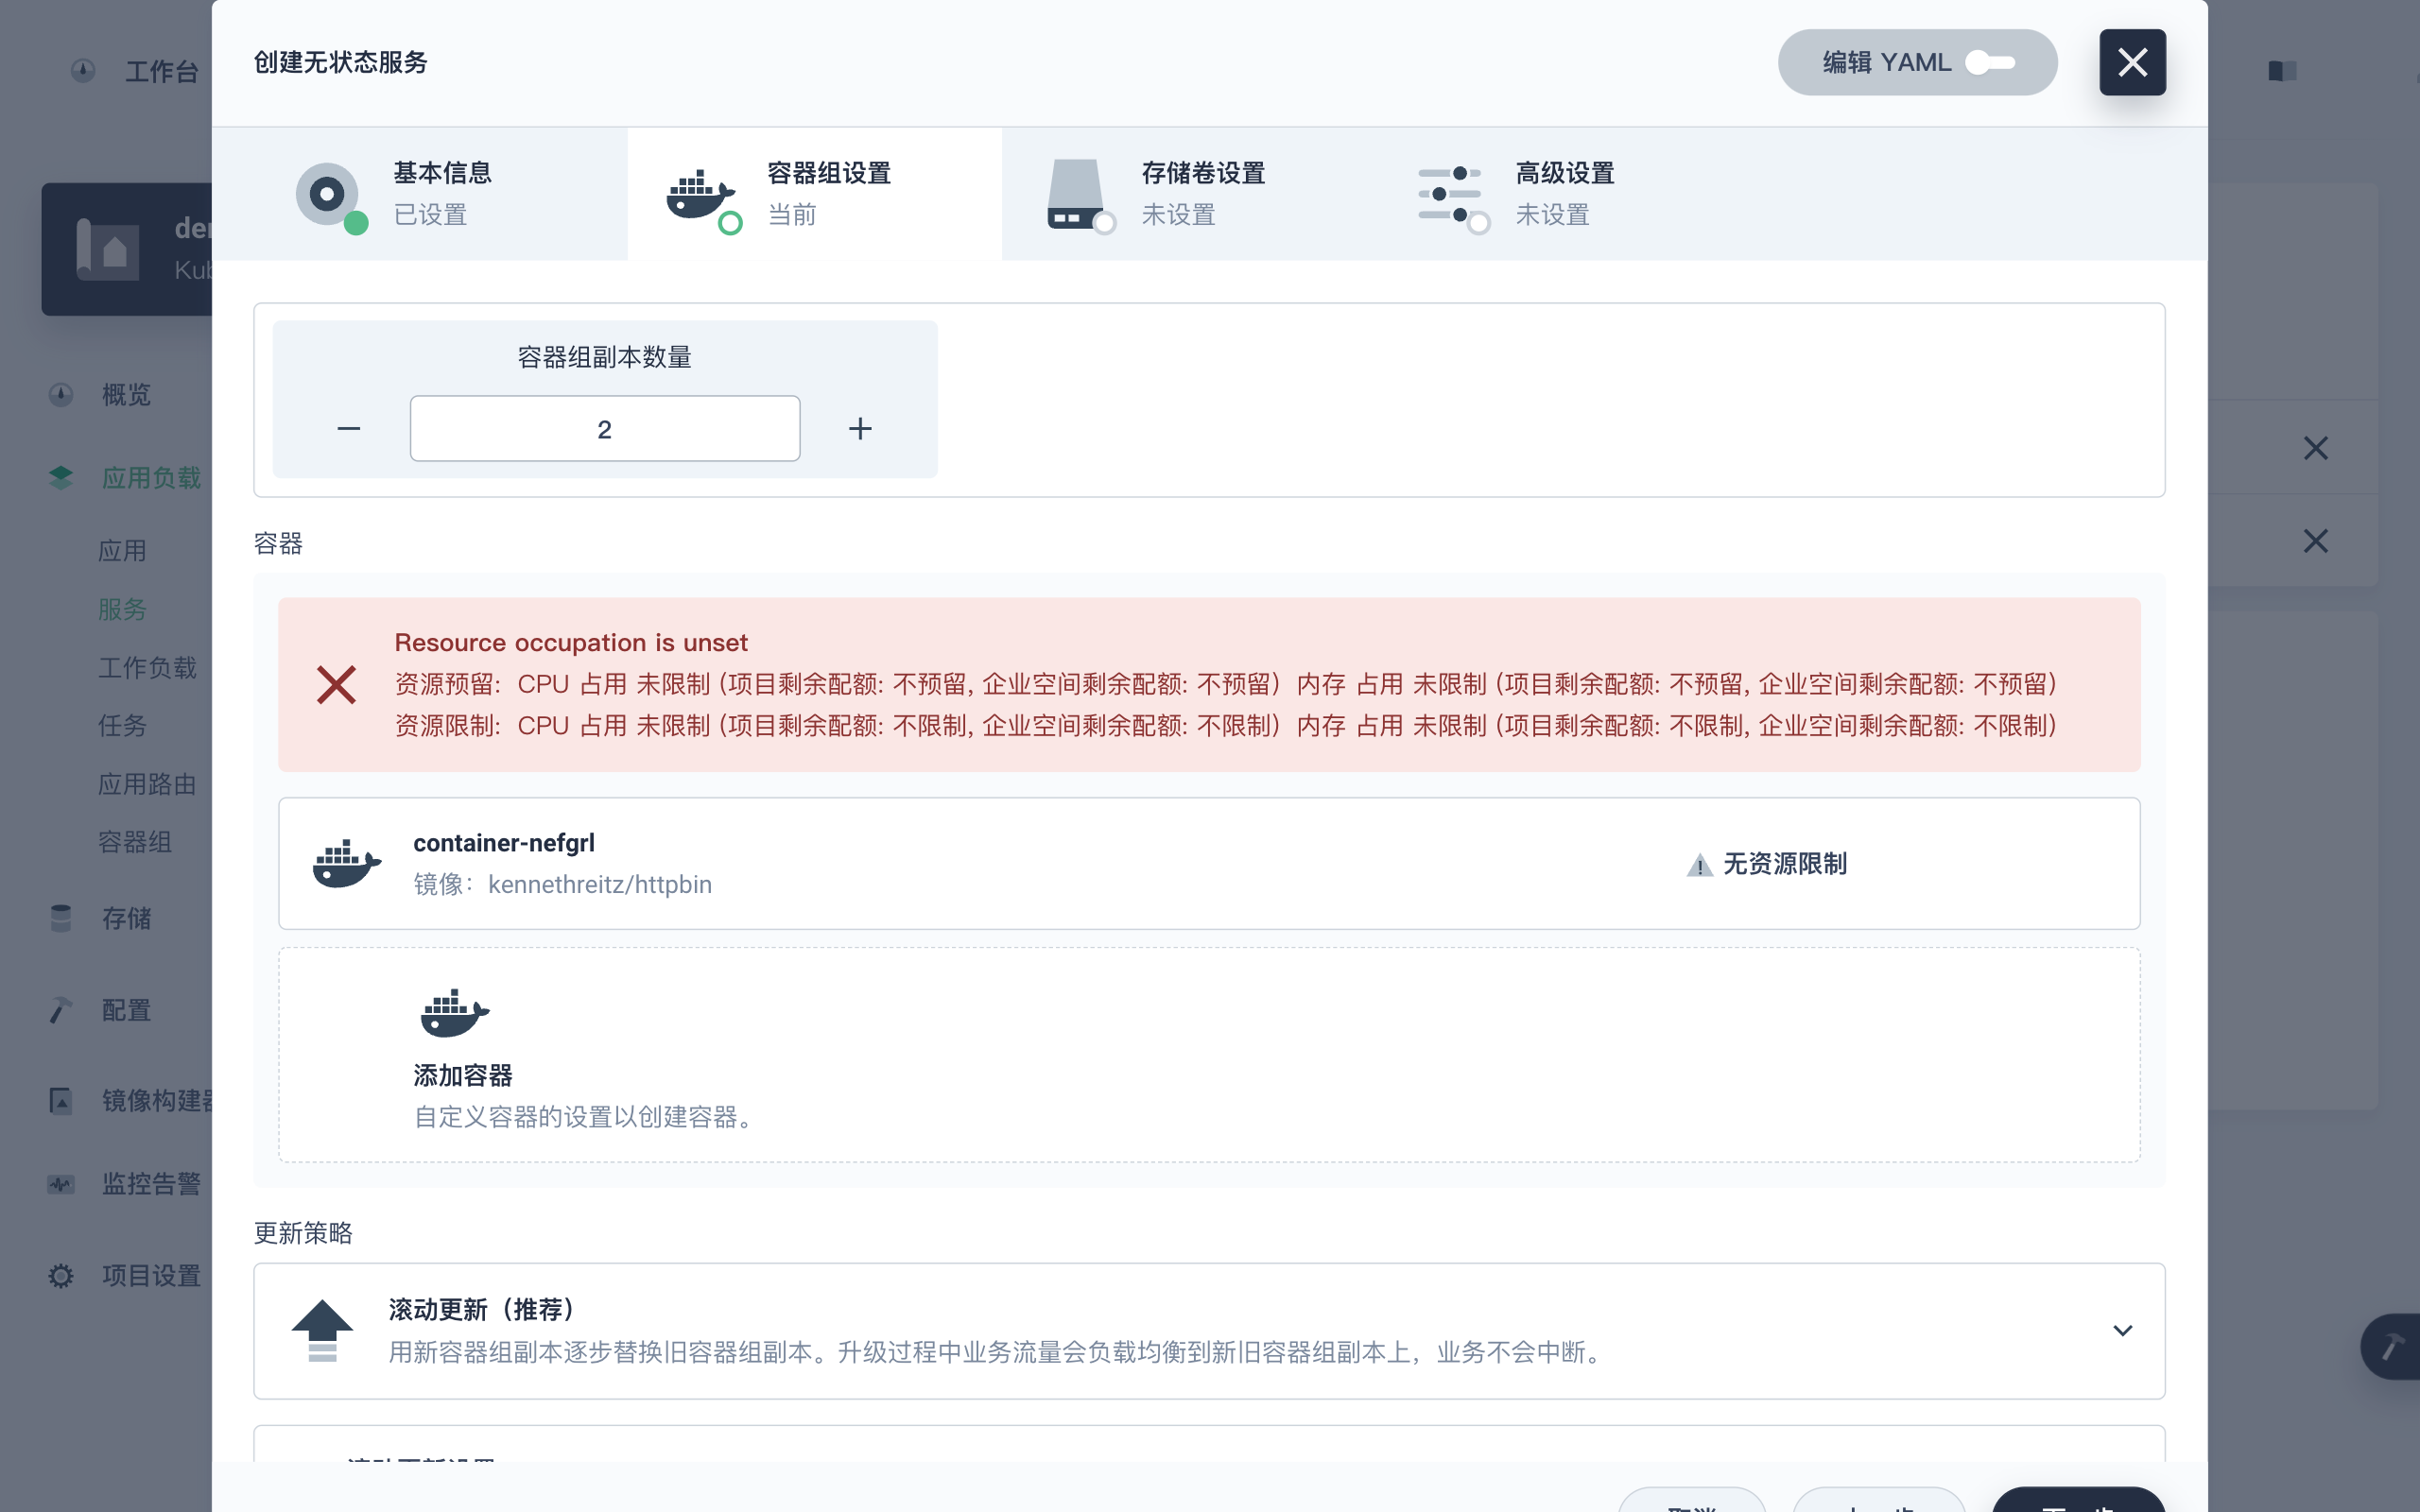 创建无状态服务
编辑 YAML
工作台
基本信息
已设置
容器组设置
当前
存储卷设置
未设置
高级设置
未设置
概览
应用负载
应用
服务
工作负载
任务
应用路由
容器组
存储
配置
镜像构建器
监控告警
项目设置
容器组副本数量
2
容器
Resource occupation is unset
资源预留: CPU 占用 未限制 (项目剩余配额: 不预留, 企业空间剩余配额: 不预留) 内存 占用 未限制 (项目剩余配额: 不预留, 企业空间剩余配额: 不预留)
资源限制: CPU 占用 未限制 (项目剩余配额: 不限制, 企业空间剩余配额: 不限制) 内存 占用 未限制 (项目剩余配额: 不限制, 企业空间剩余配额: 不限制)
container-nefgrl
镜像：kennethreitz/httpbin
无资源限制
添加容器
自定义容器的设置以创建容器。
更新策略
滚动更新（推荐）
用新容器组副本逐步替换旧容器组副本。升级过程中业务流量会负载均衡到新旧容器组副本上，业务不会中断。